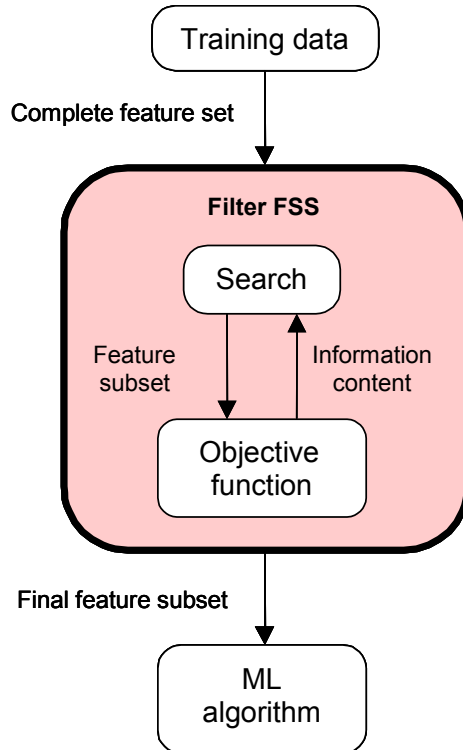 Training data
Complete feature set
Filter FSS
Search
Feature
subset
Information
content
Objective
function
Final feature subset
ML
algorithm